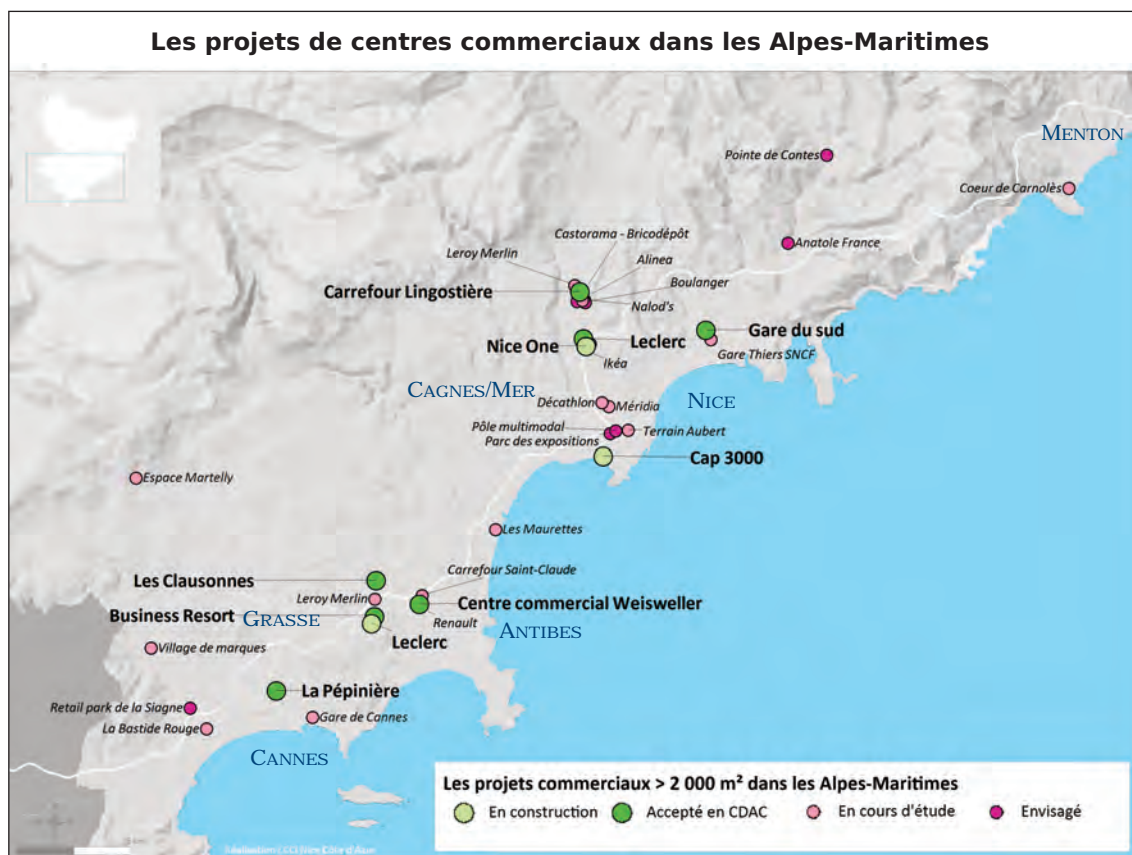 Les projets de centres commerciaux dans les Alpes-Maritimes
MENTON
Pointe de Contes
Coeur de Carnolès
Castorama - Bricodépôt
Anatole France
Leroy Merlin
Alinea
Boulanger
Carrefour Lingostière
Nalod's
Gare du sud
Nice One
Leclerc
Gare Thiers SNCF
Ikéa
CAGNES/MER
NICE
Décathlon
Méridia
Pôle multimodal
Terrain Aubert
Parc des expositions
Cap 3000
Espace Martelly
Les Maurettes
Carrefour Saint-Claude
Les Clausonnes
Leroy Merlin
Centre commercial Weisweller
Business Resort
GRASSE
Renault
ANTIBES
Leclerc
Village de marques
La Pépinière
Retail park de la Siagne
Gare de Cannes
La Bastide Rouge
CANNES
Les projets commerciaux > 2 000 m² dans les Alpes-Maritimes
En construction
Accepté en CDAC
En cours d'étude
Envisagé
Réalisation : CCI Nice Côte d'Azur